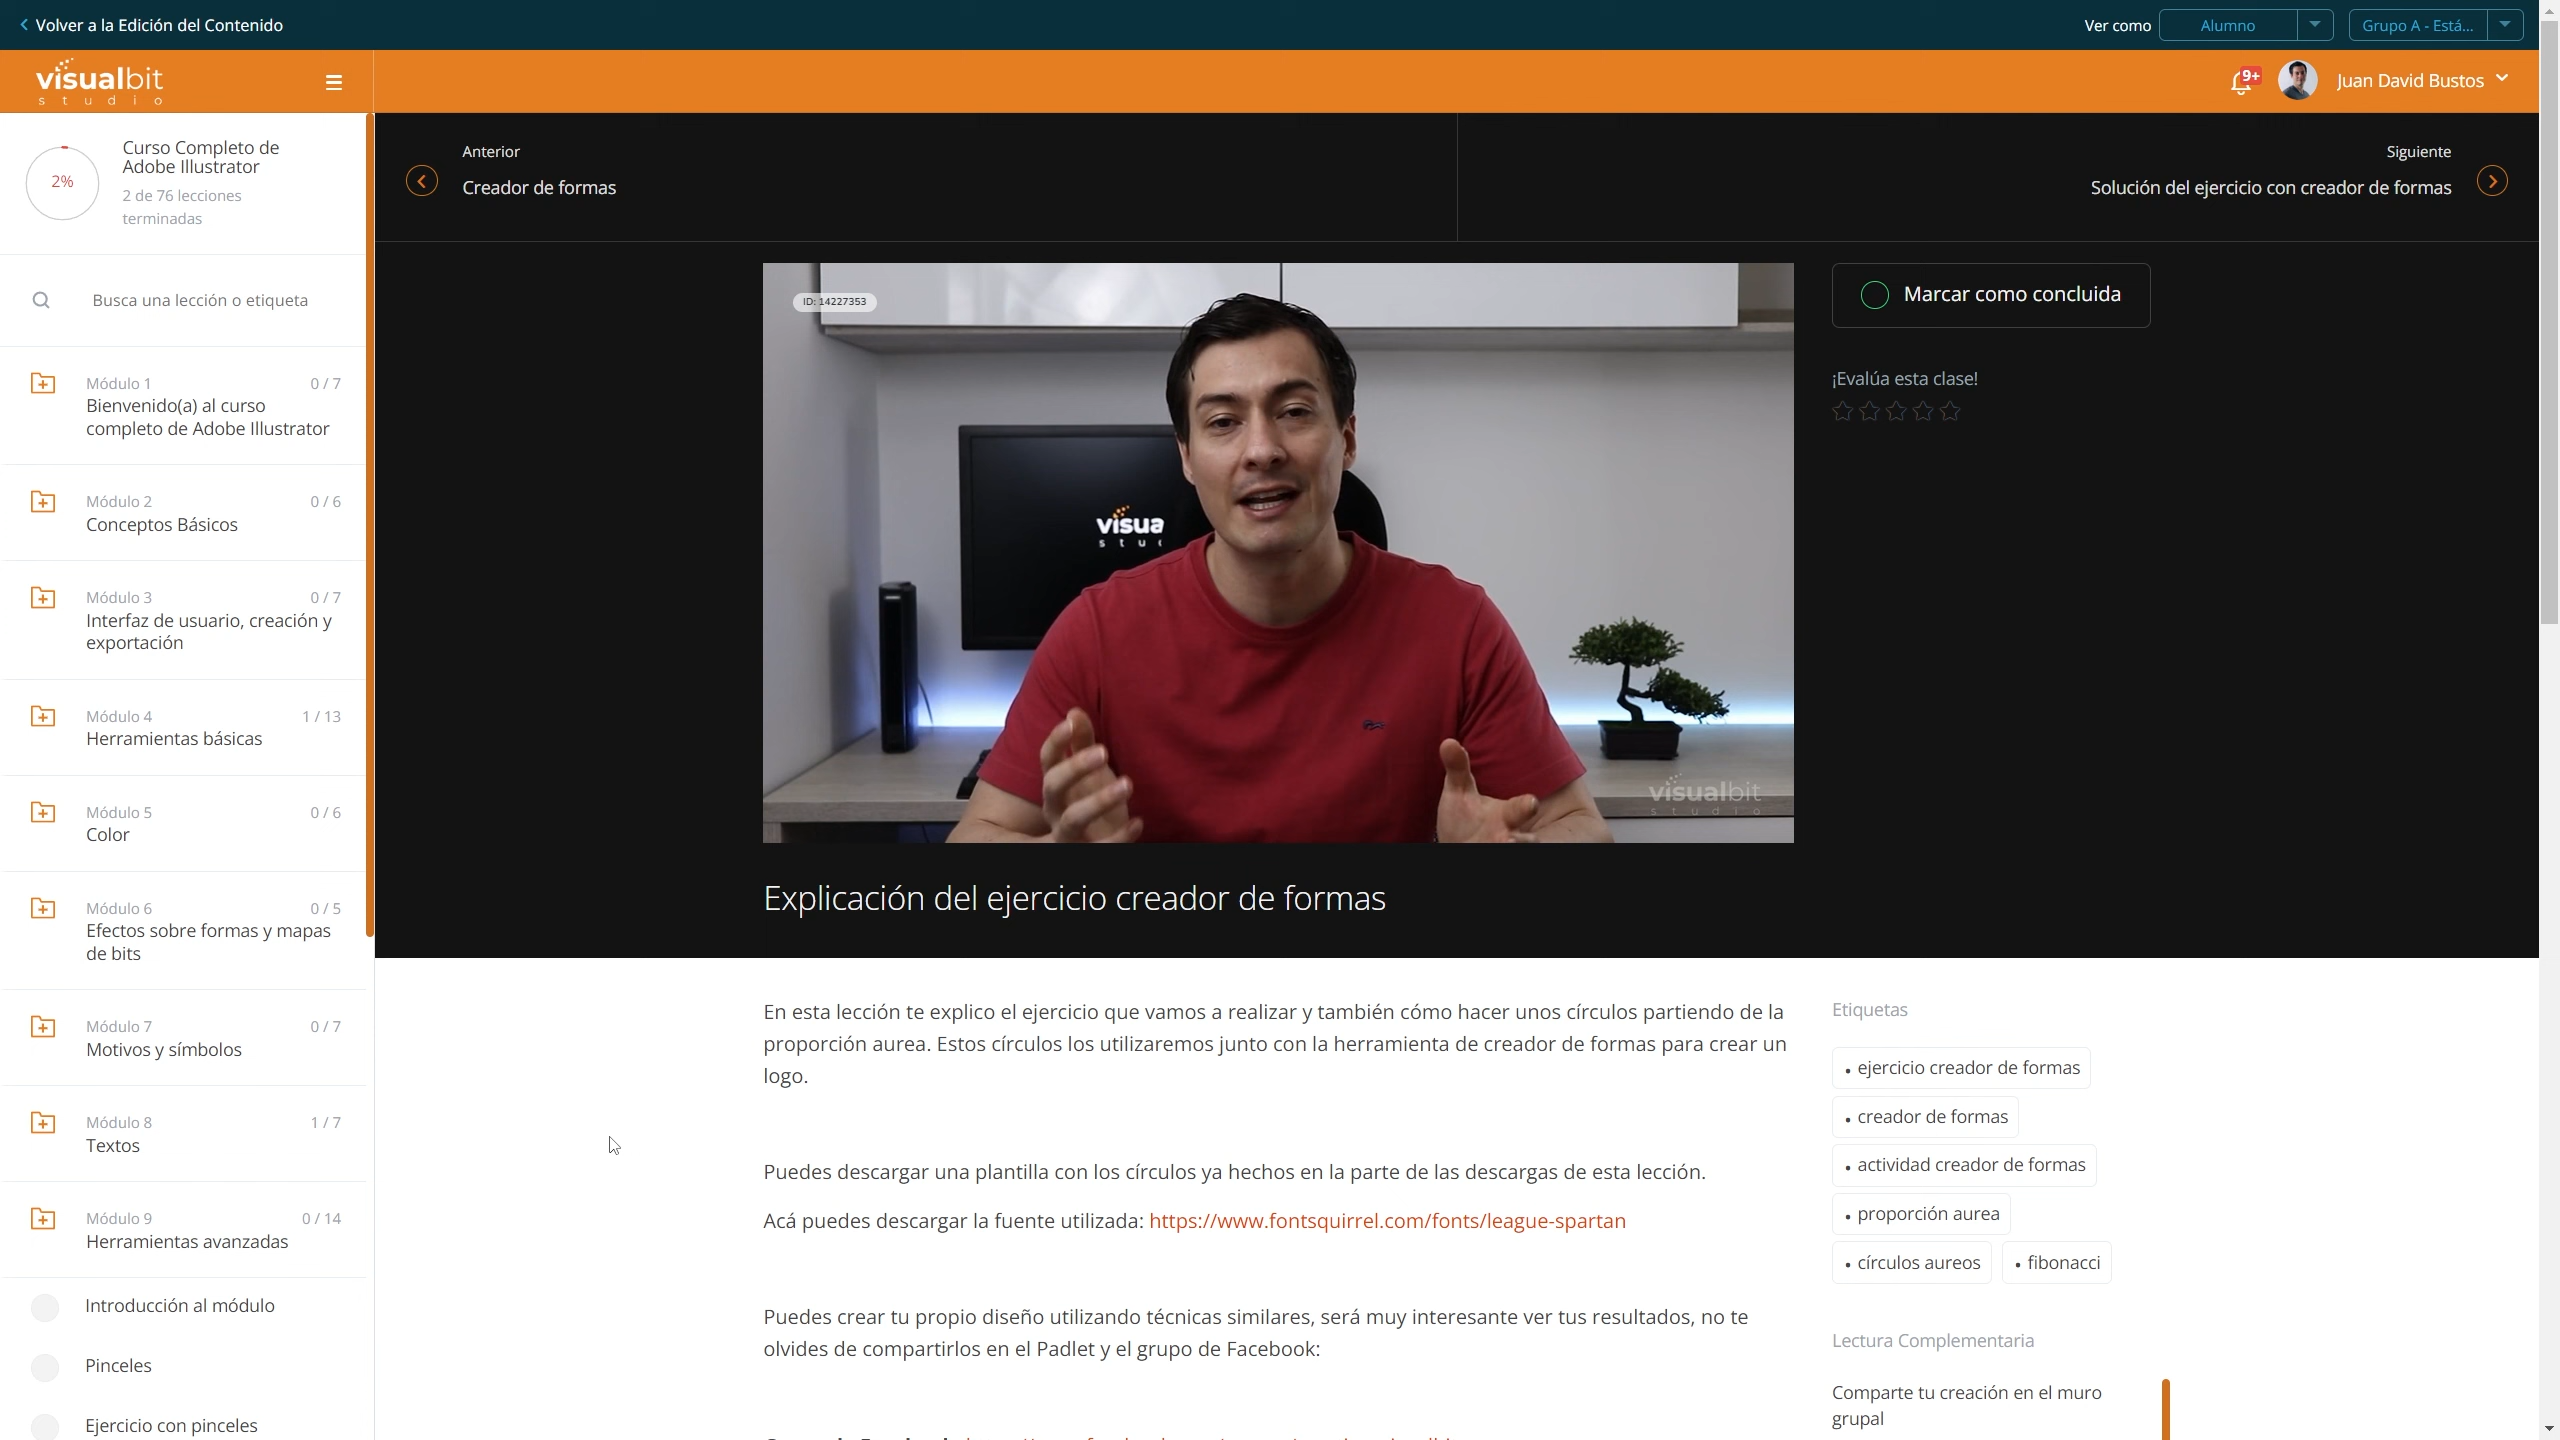 Volver a la Edición del Contenido
Ver como
Alumno
Grupo A - Está...
visualbit
studio
9+
Juan David Bustos
2%
Curso Completo de
Adobe Illustrator
2 de 76 lecciones
terminadas
Busca una lección o etiqueta
Módulo 1 0 / 7
Bienvenido(a) al curso
completo de Adobe Illustrator
Módulo 2 0 / 6
Conceptos Básicos
Módulo 3 0 / 7
Interfaz de usuario, creación y
exportación
Módulo 4 1 / 13
Herramientas básicas
Módulo 5 0 / 6
Color
Módulo 6 0 / 5
Efectos sobre formas y mapas
de bits
Módulo 7 0 / 7
Motivos y símbolos
Módulo 8 1 / 7
Textos
Módulo 9 0 / 14
Herramientas avanzadas
Introducción al módulo
Pinceles
Ejercicio con pinceles
Anterior
Creador de formas
Siguiente
Solución del ejercicio con creador de formas
ID: 14227353
visua
stu
visualbit
studio
Marcar como concluida
¡Evalúa esta clase!
Explicación del ejercicio creador de formas
En esta lección te explico el ejercicio que vamos a realizar y también cómo hacer unos círculos partiendo de la
proporción aurea. Estos círculos los utilizaremos junto con la herramienta de creador de formas para crear un
logo.
Puedes descargar una plantilla con los círculos ya hechos en la parte de las descargas de esta lección.
Acá puedes descargar la fuente utilizada: https://www.fontsquirrel.com/fonts/league-spartan
Puedes crear tu propio diseño utilizando técnicas similares, será muy interesante ver tus resultados, no te
olvides de compartirlos en el Padlet y el grupo de Facebook:
Etiquetas
• ejercicio creador de formas
• creador de formas
• actividad creador de formas
• proporción aurea
• círculos aureos
• fibonacci
Lectura Complementaria
Comparte tu creación en el muro
grupal